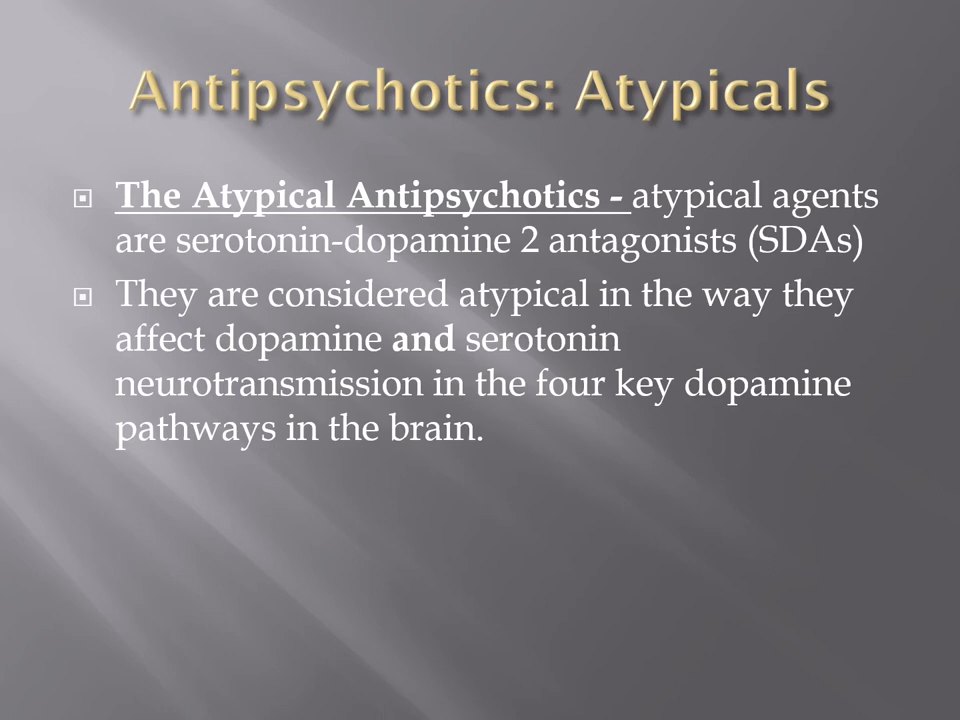 Antipsychotics: Atypicals
The Atypical Antipsychotics - atypical agents
are serotonin-dopamine 2 antagonists (SDAs)
They are considered atypical in the way they
affect dopamine and serotonin
neurotransmission in the four key dopamine
pathways in the brain.